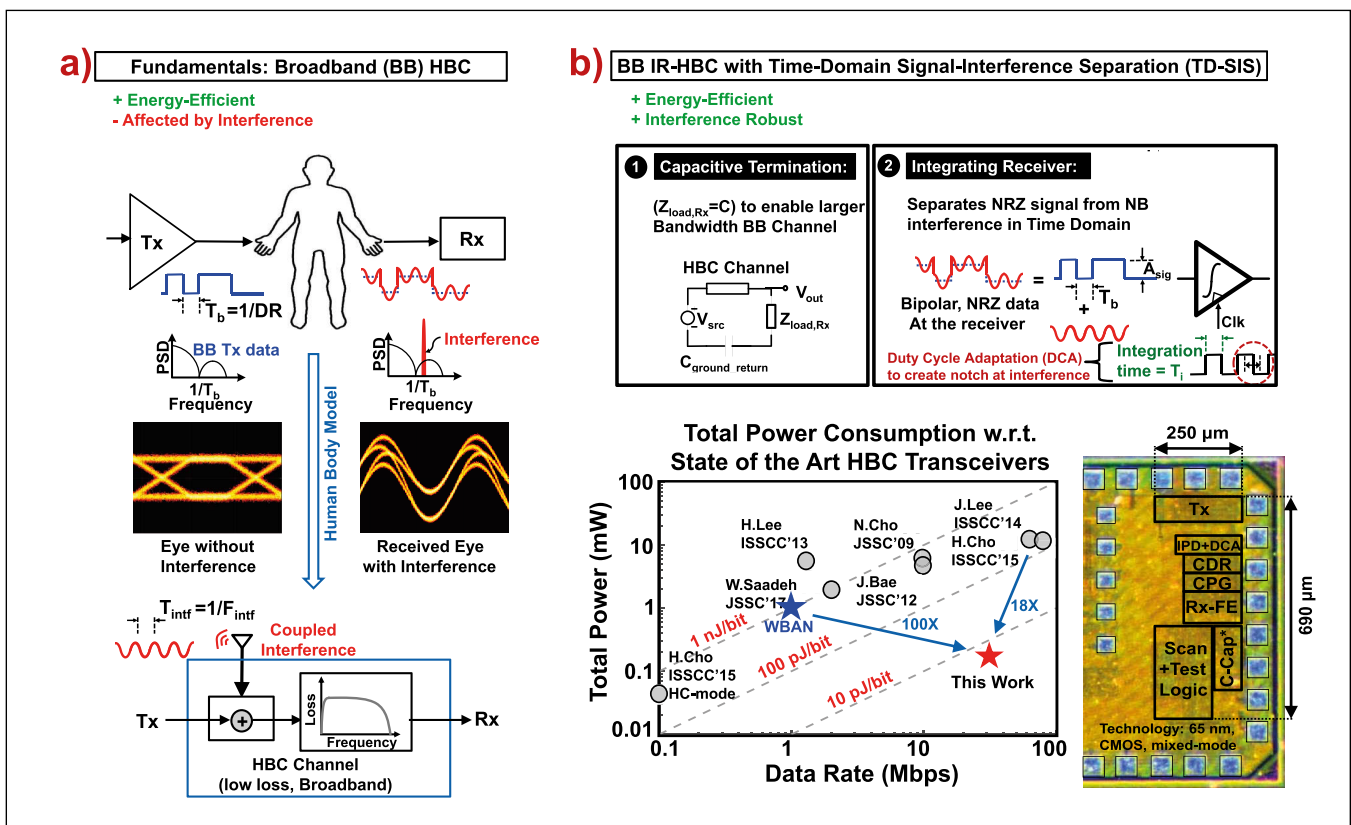 a)
Fundamentals: Broadband (BB) HBC
+ Energy-Efficient
- Affected by Interference
Tx
Rx
T_b=1/DR
PSD
BB Tx data
1/T_b
Frequency
Interference
PSD
1/T_b
Frequency
Human Body Model
Eye without
Interference
Received Eye
with Interference
T_intf=1/F_intf
Coupled
Interference
Tx
+
Loss
Frequency
Rx
HBC Channel
(low loss, Broadband)
b)
BB IR-HBC with Time-Domain Signal-Interference Separation (TD-SIS)
+ Energy-Efficient
+ Interference Robust
1 Capacitive Termination:
(Z_load,Rx=C) to enable larger
Bandwidth BB Channel
HBC Channel
V_out
V_src
Z_load,Rx
C_ground_return
2 Integrating Receiver:
Separates NRZ signal from NB
interference in Time Domain
=
A_sig
T_b
+
Bipolar, NRZ data
At the receiver
Clk
Duty Cycle Adaptation (DCA)
to create notch at interference
Integration
time = T_i
Total Power Consumption w.r.t.
State of the Art HBC Transceivers
Total Power (mW)
100
10
1
0.1
0.01
0.1
1
10
100
Data Rate (Mbps)
H.Lee
ISSCC'13
N.Cho
JSSC'09
J.Lee
ISSCC'14
H.Cho
ISSCC'15
W.Saadeh
JSSC'17
WBAN
J.Bae
JSSC'12
18X
100X
1 nJ/bit
100 pJ/bit
10 pJ/bit
H.Cho
ISSCC'15
HC-mode
This Work
250 μm
690 μm
Tx
IPD+DCA
CDR
CPG
Rx-FE
Scan
+Test
Logic
C-Cap*
Technology: 65 nm,
CMOS, mixed-mode